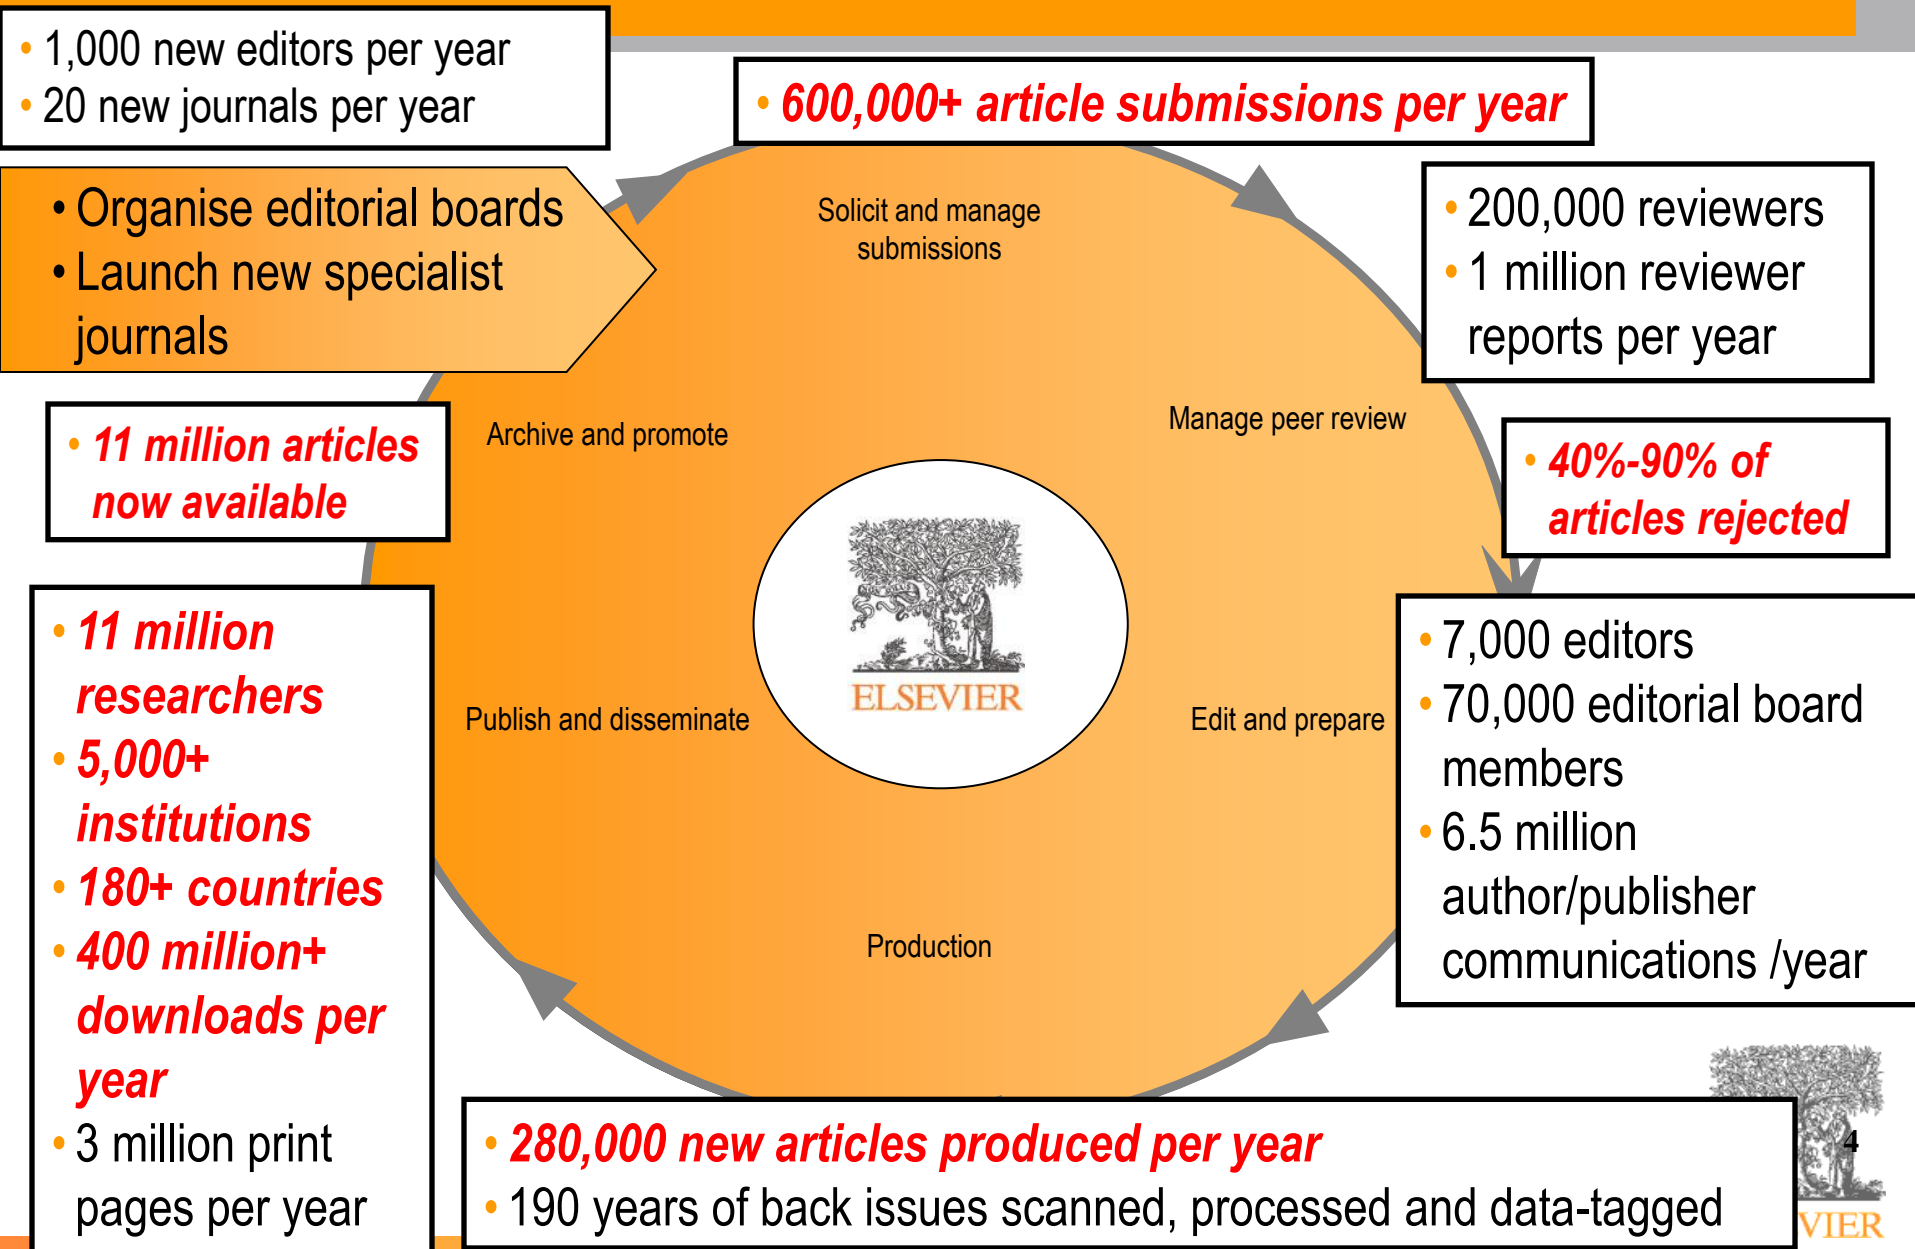 • 1,000 new editors per year
• 20 new journals per year
• 600,000+ article submissions per year
• Organise editorial boards
• Launch new specialist
journals
Solicit and manage
submissions
• 200,000 reviewers
• 1 million reviewer
reports per year
Manage peer review
• 40%-90% of
articles rejected
Archive and promote
• 11 million articles
now available
ELSEVIER
• 7,000 editors
• 70,000 editorial board
members
• 6.5 million
author/publisher
communications /year
Edit and prepare
Publish and disseminate
• 11 million
researchers
• 5,000+
institutions
• 180+ countries
• 400 million+
downloads per
year
• 3 million print
pages per year
Production
• 280,000 new articles produced per year
• 190 years of back issues scanned, processed and data-tagged
4
VIER